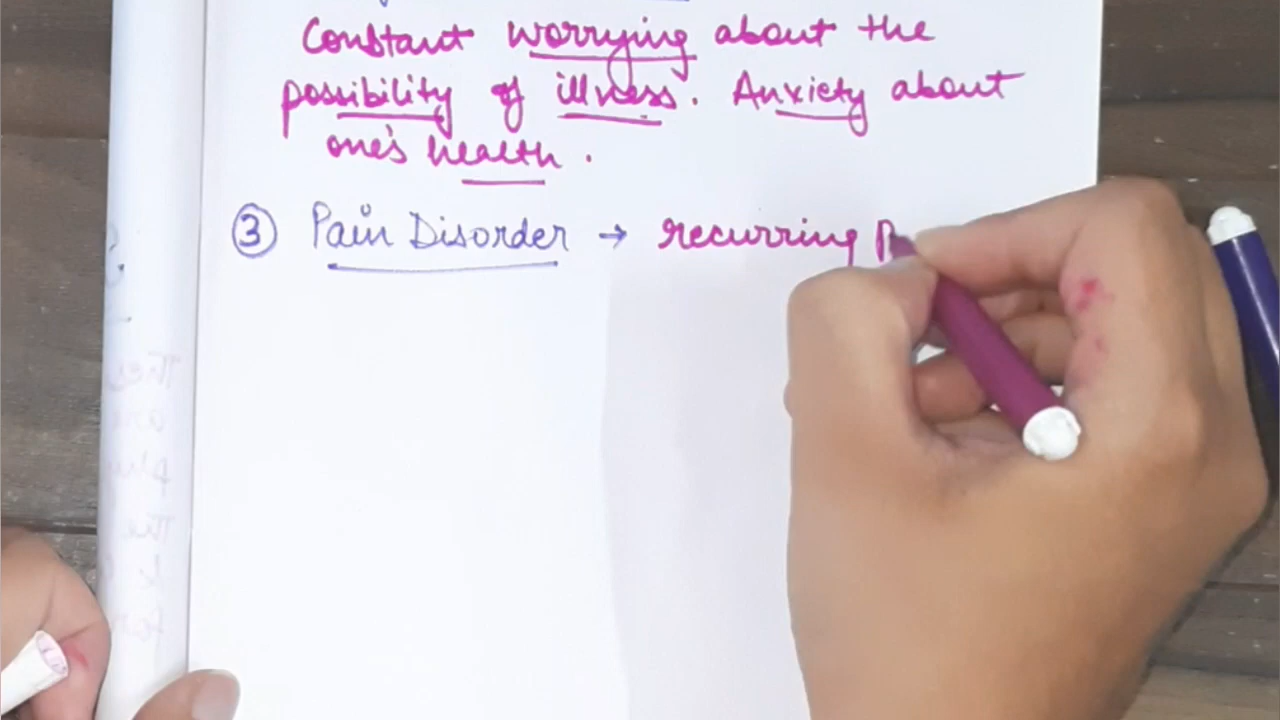 Constant worrying about the
possibility of illness. Anxiety about
one's health.
③ Pain Disorder → recurring p